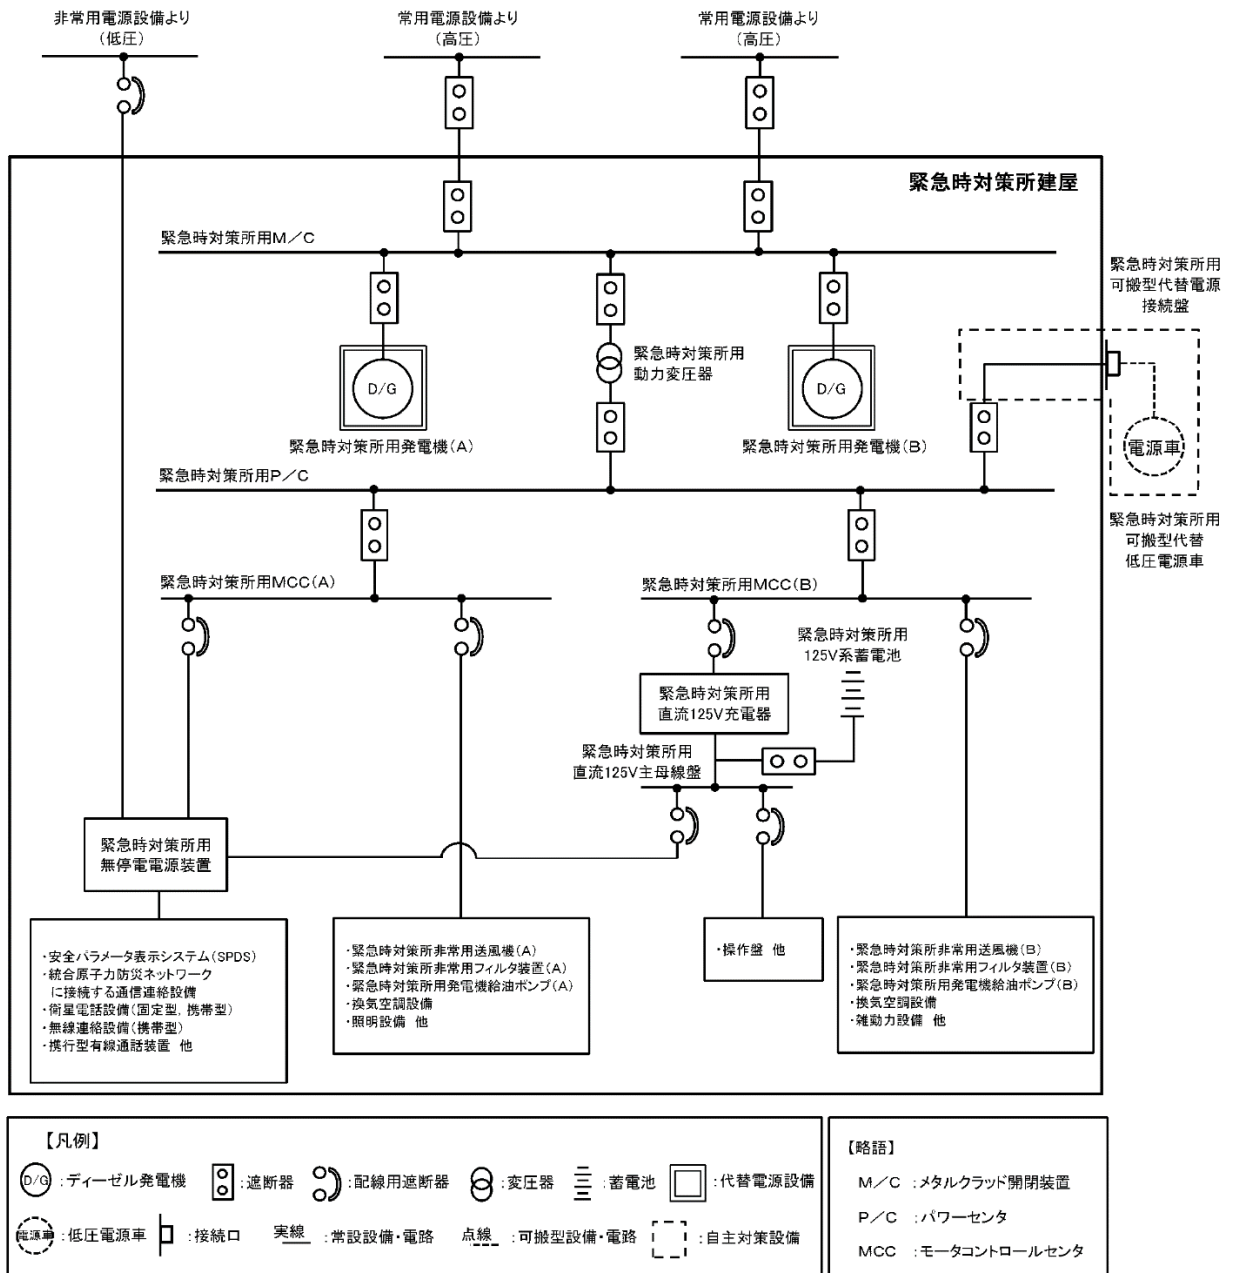 非常用電源設備より
(低圧)
常用電源設備より
(高圧)
常用電源設備より
(高圧)
緊急時対策所建屋
緊急時対策所用M／C
緊急時対策所用
可搬型代替電源
接続盤
D/G
緊急時対策所用発電機(A)
緊急時対策所用
動力変圧器
D/G
緊急時対策所用発電機(B)
電源車
緊急時対策所用
可搬型代替
低圧電源車
緊急時対策所用P／C
緊急時対策所用MCC(A)
緊急時対策所用MCC(B)
緊急時対策所用
125V系蓄電池
緊急時対策所用
直流125V充電器
緊急時対策所用
直流125V主母線盤
緊急時対策所用
無停電電源装置
・安全パラメータ表示システム(SPDS)
・統合原子力防災ネットワーク
に接続する通信連絡設備
・衛星電話設備(固定型，携帯型)
・無線連絡設備(携帯型)
・携行型有線通話装置 他
・緊急時対策所非常用送風機(A)
・緊急時対策所非常用フィルタ装置(A)
・緊急時対策所用発電機給油ポンプ(A)
・換気空調設備
・照明設備 他
・操作盤 他
・緊急時対策所非常用送風機(B)
・緊急時対策所非常用フィルタ装置(B)
・緊急時対策所用発電機給油ポンプ(B)
・換気空調設備
・雑動力設備 他
【凡例】
D/G :ディーゼル発電機 :遮断器 :配線用遮断器 :変圧器 :蓄電池 :代替電源設備
電源車 :低圧電源車 :接続口 実線 :常設設備・電路 点線 :可搬型設備・電路 :自主対策設備
【略語】
M／C :メタルクラッド開閉装置
P／C :パワーセンタ
MCC :モータコントロールセンタ